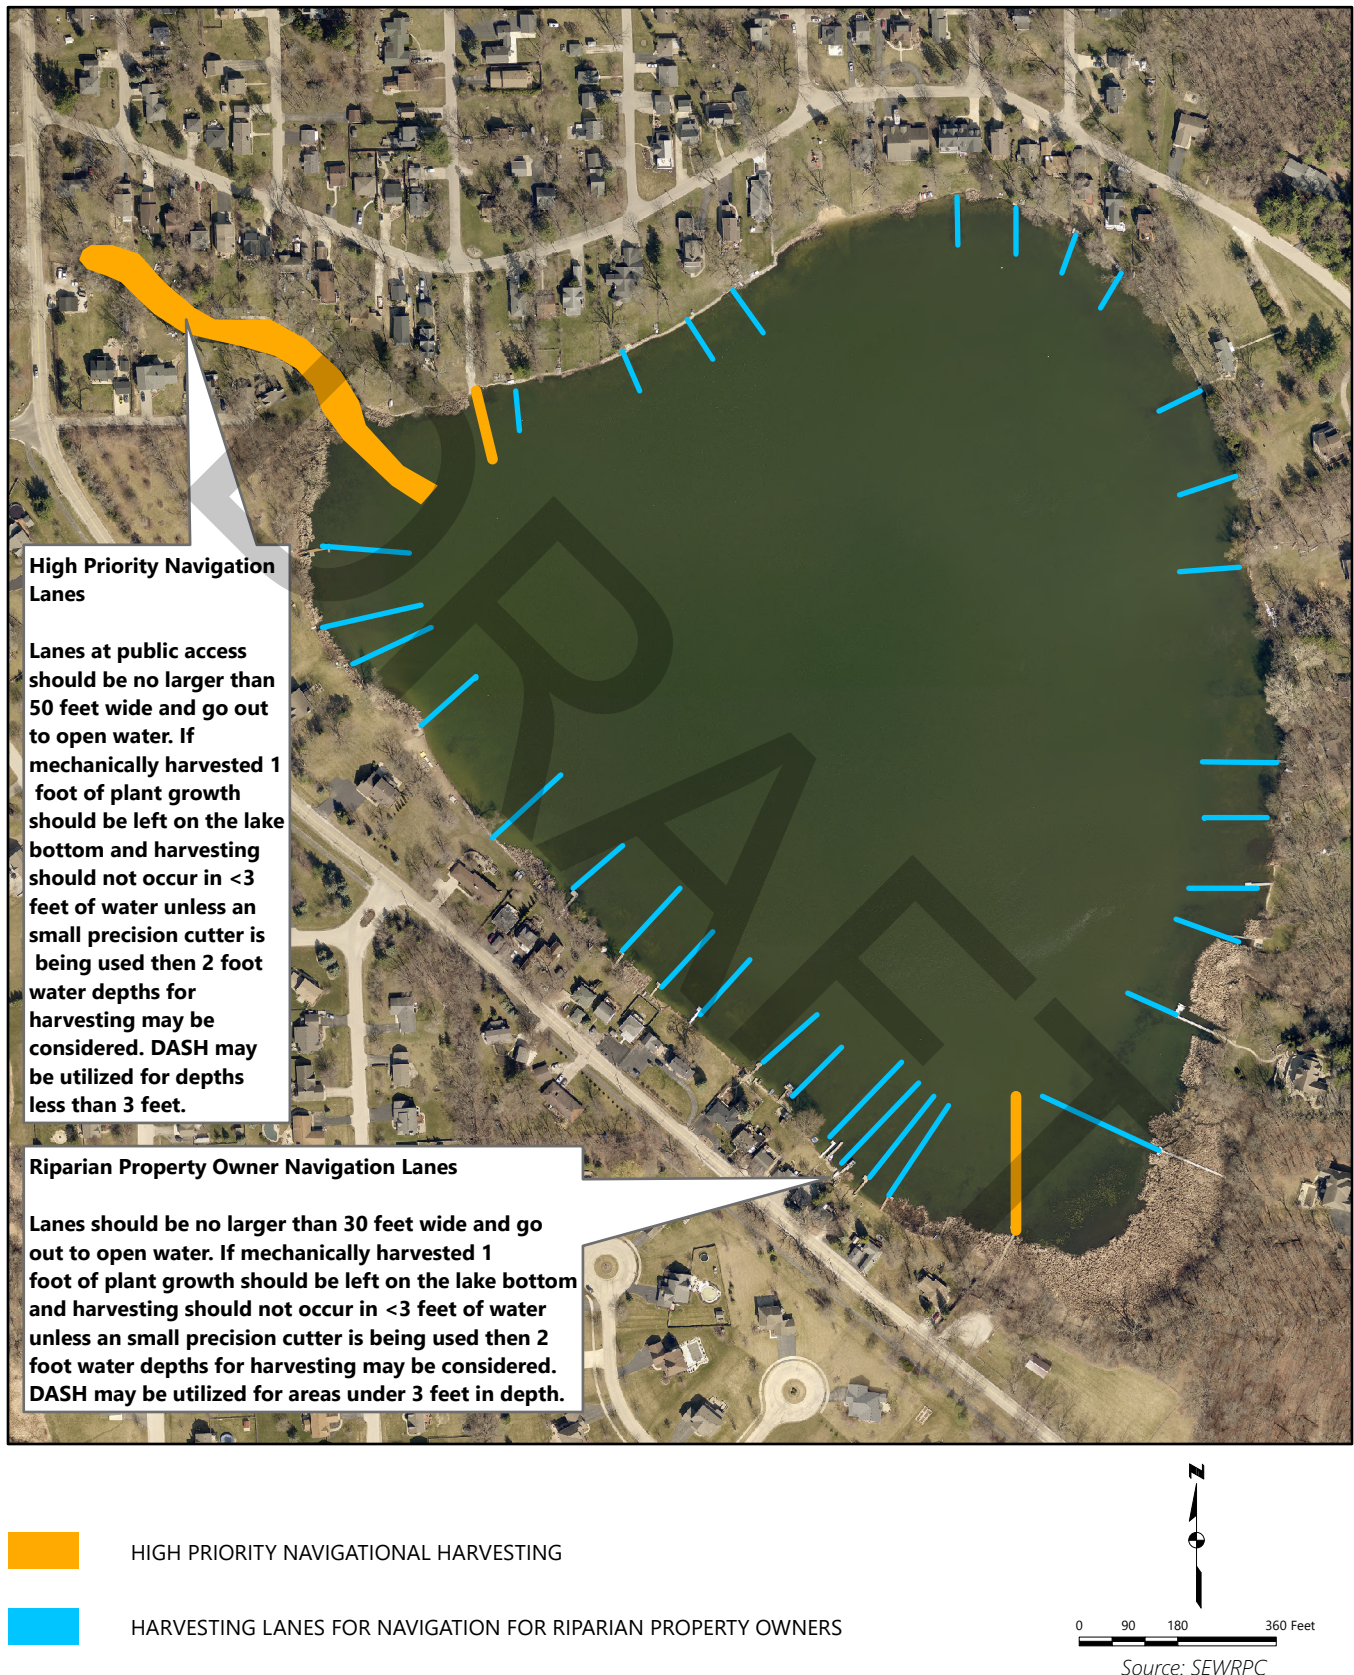 High Priority Navigation
Lanes
Lanes at public access
should be no larger than
50 feet wide and go out
to open water. If
mechanically harvested 1
foot of plant growth
should be left on the lake
bottom and harvesting
should not occur in <3
feet of water unless an
small precision cutter is
being used then 2 foot
water depths for
harvesting may be
considered. DASH may
be utilized for depths
less than 3 feet.
Riparian Property Owner Navigation Lanes
Lanes should be no larger than 30 feet wide and go
out to open water. If mechanically harvested 1
foot of plant growth should be left on the lake bottom
and harvesting should not occur in <3 feet of water
unless an small precision cutter is being used then 2
foot water depths for harvesting may be considered.
DASH may be utilized for areas under 3 feet in depth.
DRAFT
Z
HIGH PRIORITY NAVIGATIONAL HARVESTING
HARVESTING LANES FOR NAVIGATION FOR RIPARIAN PROPERTY OWNERS
0 90 180 360 Feet
Source: SEWRPC